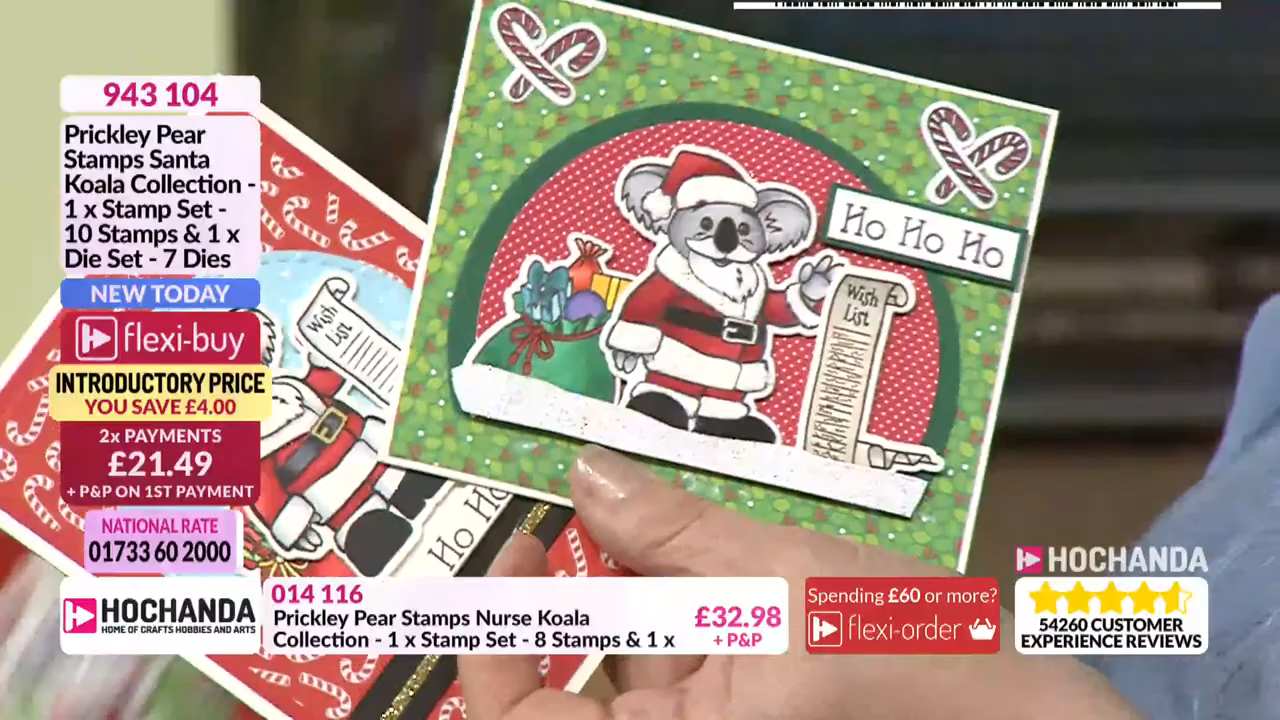 943 104
Prickley Pear
Stamps Santa
Koala Collection -
1 x Stamp Set -
10 Stamps & 1 x
Die Set - 7 Dies
NEW TODAY
flexi-buy
INTRODUCTORY PRICE
YOU SAVE £4.00
2x PAYMENTS
£21.49
+ P&P ON 1ST PAYMENT
NATIONAL RATE
01733 60 2000
Ho Ho Ho
Wish
List
Wish
List
Ho Ho
HOCHANDA
HOME OF CRAFTS HOBBIES AND ARTS
014 116
Prickley Pear Stamps Nurse Koala
Collection - 1 x Stamp Set - 8 Stamps & 1 x
£32.98
+ P&P
Spending £60 or more?
flexi-order
HOCHANDA
54260 CUSTOMER
EXPERIENCE REVIEWS